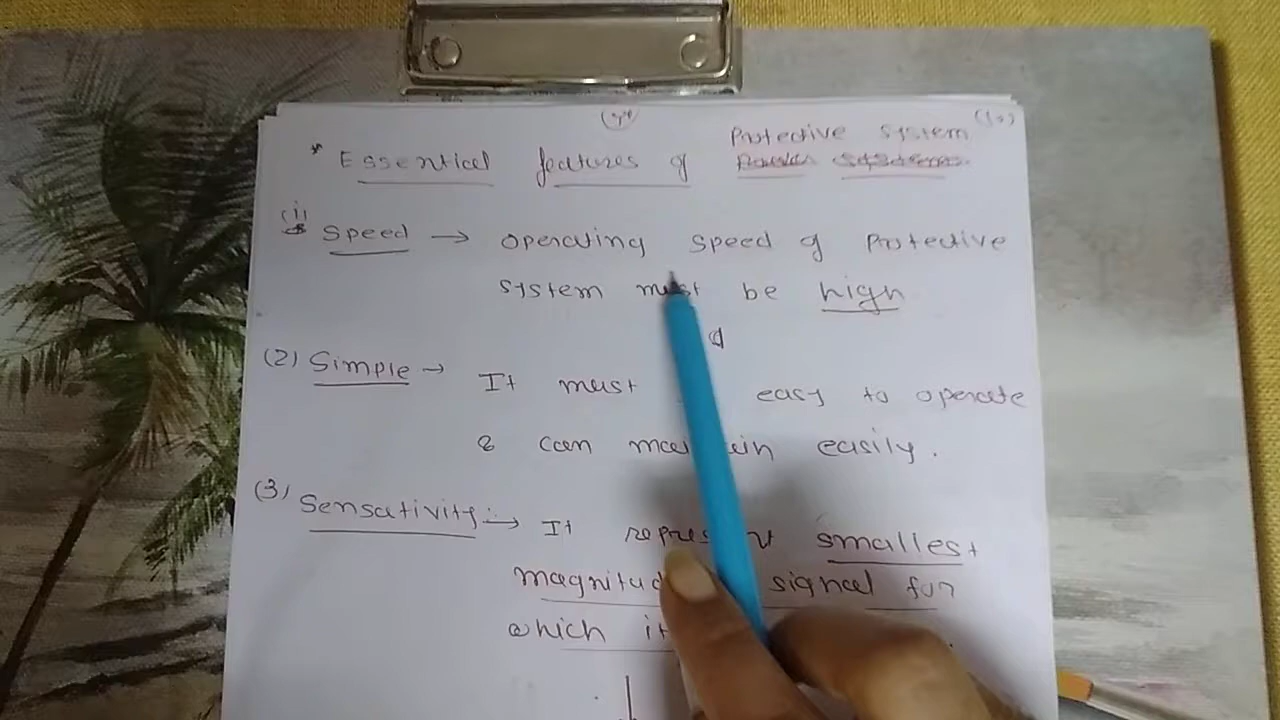 (10)
Protective System
* Essential features of
(1) Speed → Operating Speed of Protective
System must be high
(2) Simple → It must easy to operate
& can easily.
(3) Sensativity :→ It smallest
signal for
which it